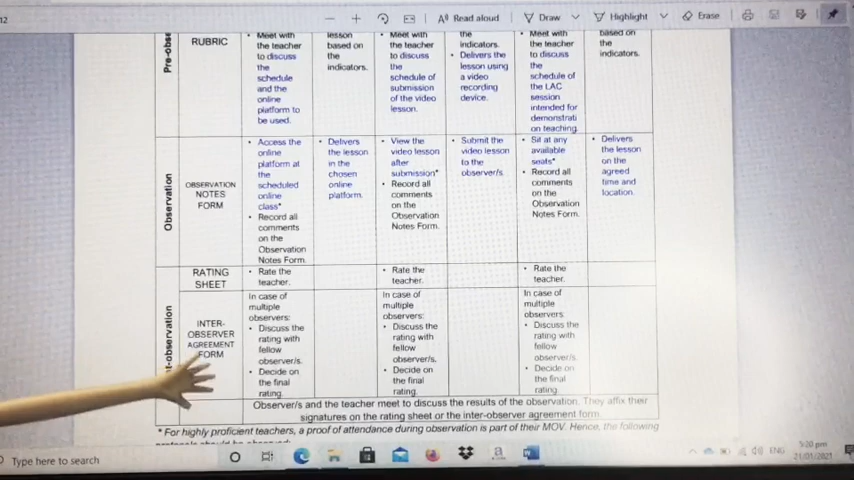 12
Read aloud
Draw
Highlight
Erase
Pre-obse
RUBRIC
• Meet with
the teacher
to discuss
the
schedule
and the
online
platform to
be used.
lesson
based on
the
indicators.
• Meet with
the teacher
to discuss
the
schedule of
submission
of the video
lesson.
the
indicators.
• Delivers the
lesson using
a video
recording
device.
• Meet with
the teacher
to discuss
the
schedule of
the LAC
session
intended for
demonstrati
on teaching.
based on
the
indicators.
Observation
OBSERVATION
NOTES
FORM
• Access the
online
platform at
the
scheduled
online
class*
• Record all
comments
on the
Observation
Notes Form.
• Delivers
the lesson
in the
chosen
online
platform.
• View the
video lesson
after
submission*
• Record all
comments
on the
Observation
Notes Form.
• Submit the
video lesson
to the
observer/s.
• Sit at any
available
seats*
• Record all
comments
on the
Observation
Notes Form.
• Delivers
the lesson
on the
agreed
time and
location.
t-observation
RATING
SHEET
• Rate the
teacher.
• Rate the
teacher.
• Rate the
teacher.
INTER-
OBSERVER
AGREEMENT
FORM
In case of
multiple
observers:
• Discuss the
rating with
fellow
observer/s.
• Decide on
the final
rating.
In case of
multiple
observers:
• Discuss the
rating with
fellow
observer/s.
• Decide on
the final
rating.
In case of
multiple
observers:
• Discuss the
rating with
fellow
observer/s.
• Decide on
the final
rating.
Observer/s and the teacher meet to discuss the results of the observation. They affix their
signatures on the rating sheet or the inter-observer agreement form.
* For highly proficient teachers, a proof of attendance during observation is part of their MOV. Hence, the following
Type here to search
ENG
5:20 pm
21/01/2021